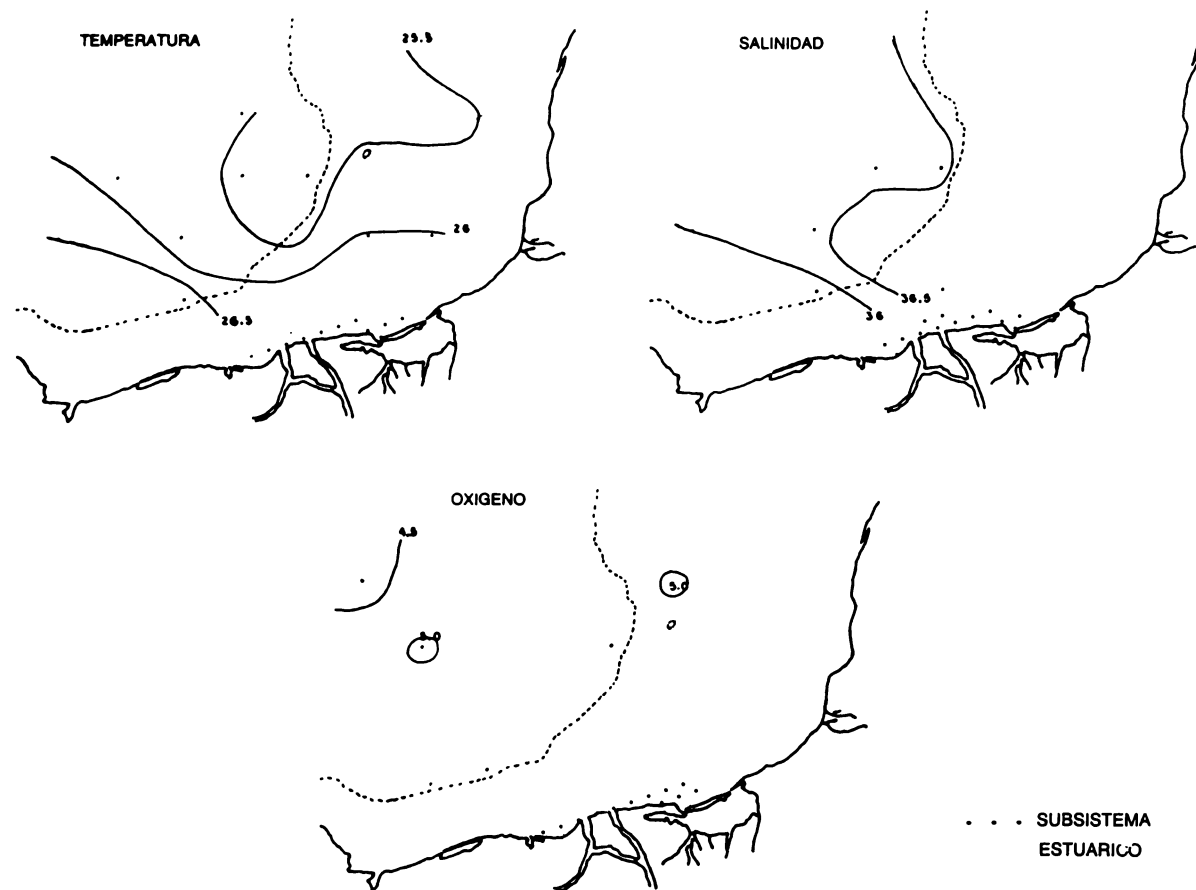 TEMPERATURA
25.5
26
26.5
SALINIDAD
36.5
36
OXIGENO
4.5
5.0
5.0
SUBSISTEMA
ESTUARICO